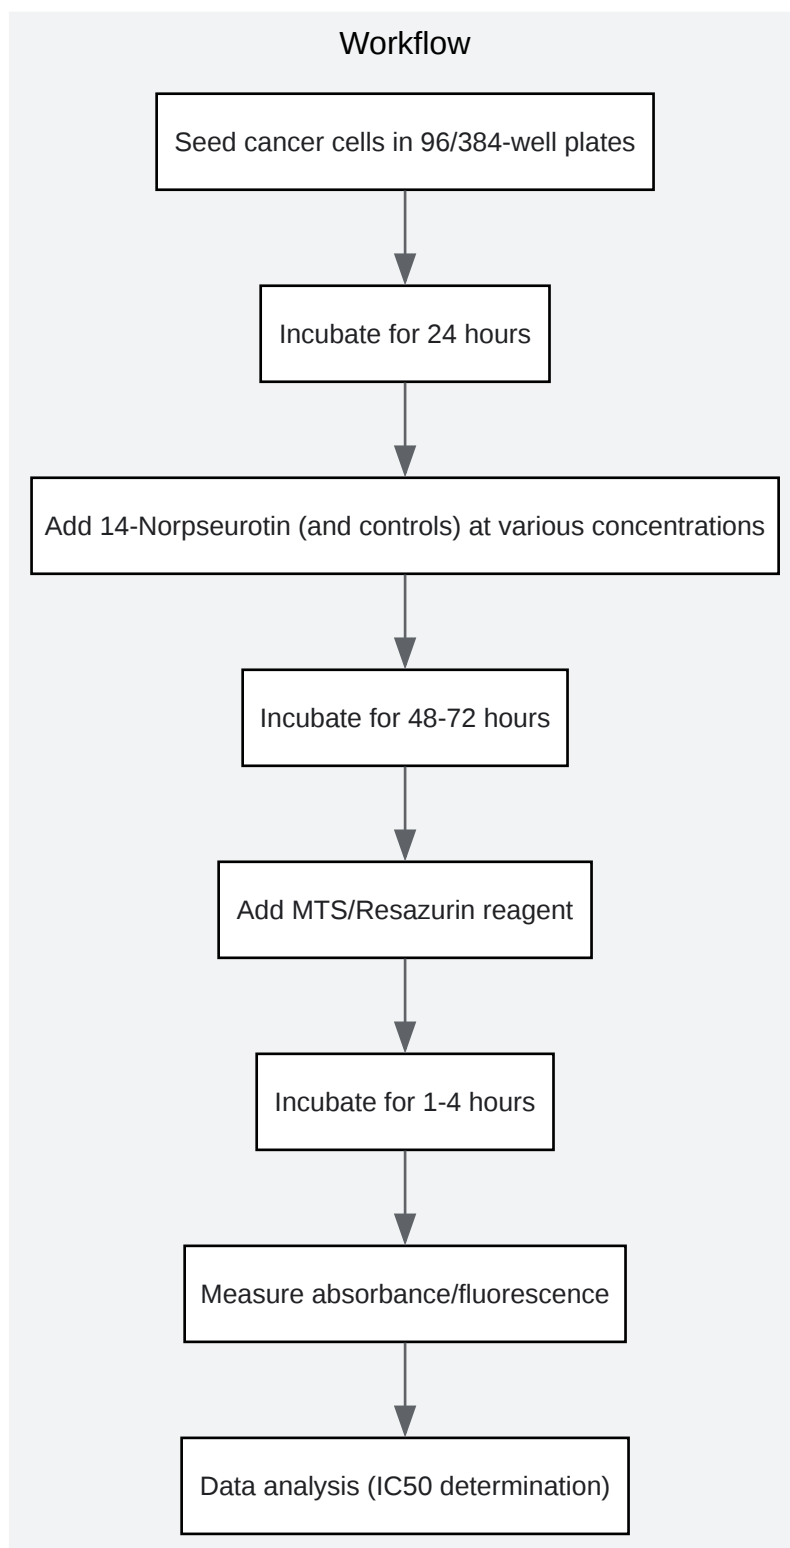 Workflow
Seed cancer cells in 96/384-well plates
Incubate for 24 hours
Add 14-Norpseurotin (and controls) at various concentrations
Incubate for 48-72 hours
Add MTS/Resazurin reagent
Incubate for 1-4 hours
Measure absorbance/fluorescence
Data analysis (IC50 determination)